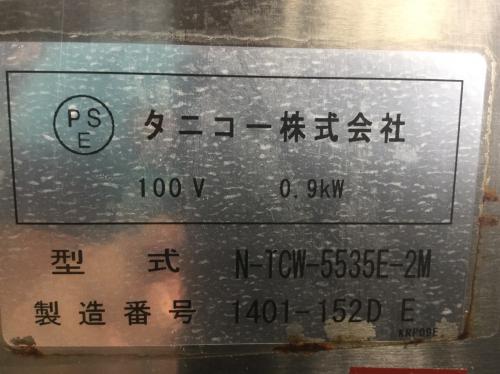 PS
E
タニコー株式会社
100V 0.9kW
型式 N-TCW-5535E-2M
製造番号 1401-152D E